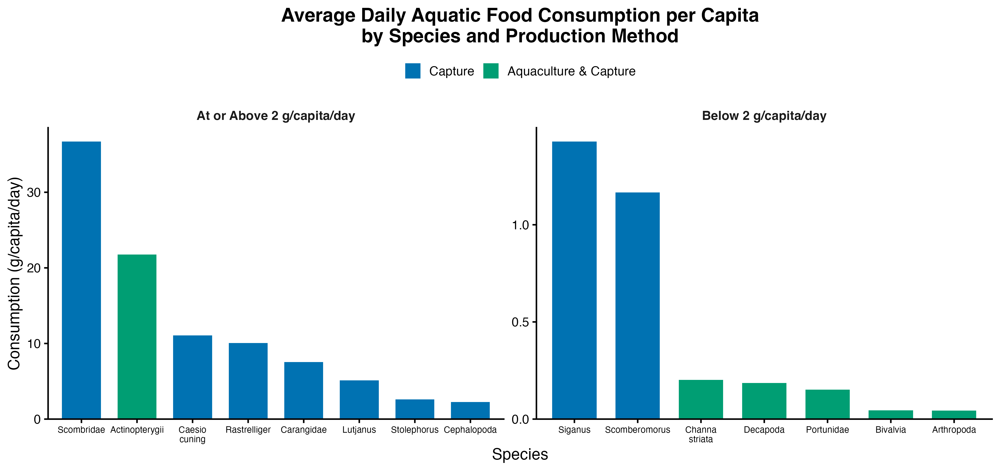 Average Daily Aquatic Food Consumption per Capita
by Species and Production Method
Capture
Aquaculture & Capture
At or Above 2 g/capita/day
Below 2 g/capita/day
Consumption (g/capita/day)
30
20
10
0
1.0
0.5
0.0
Scombridae
Actinopterygii
Caesio
cuning
Rastrelliger
Carangidae
Lutjanus
Stolephorus
Cephalopoda
Siganus
Scomberomorus
Channa
striata
Decapoda
Portunidae
Bivalvia
Arthropoda
Species